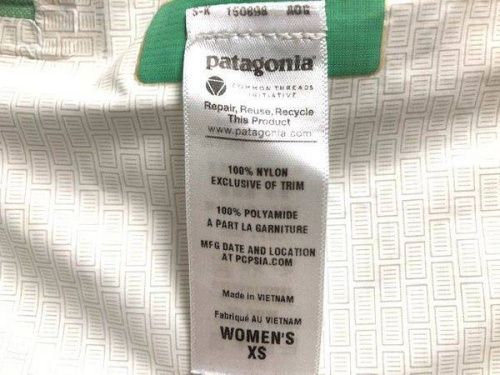 patagonia
COMMON THREADS
INITIATIVE
Repair, Reuse, Recycle
This Product
www.patagonia.com
100% NYLON
EXCLUSIVE OF TRIM
100% POLYAMIDE
A PART LA GARNITURE
MFG DATE AND LOCATION
AT PCPSIA.COM
Made in VIETNAM
Fabriqué AU VIETNAM
WOMEN'S
XS